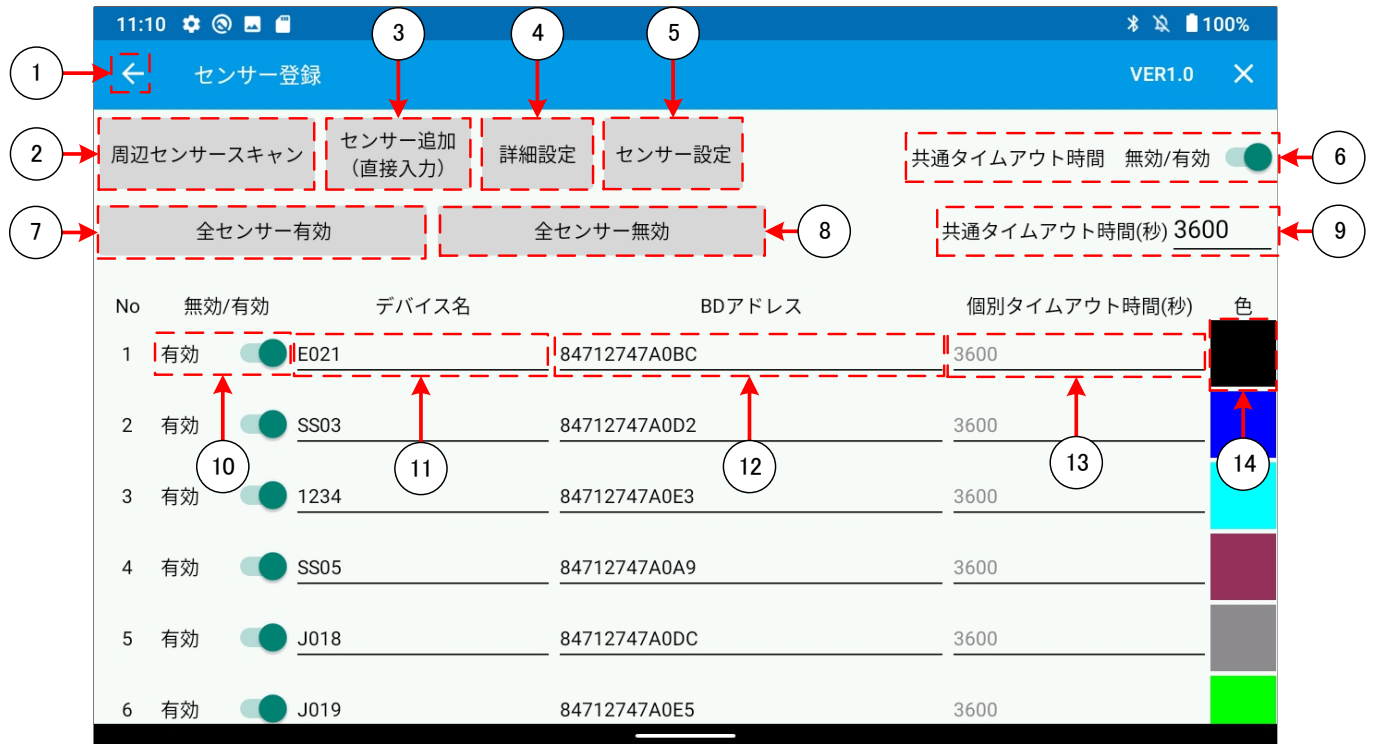 11:10 100%
3 4 5
1 センサー登録 VER1.0
2 周辺センサースキャン センサー追加 詳細設定 センサー設定 共通タイムアウト時間 無効/有効 6
(直接入力)
7 全センサー有効 全センサー無効 8 共通タイムアウト時間(秒) 3600 9
No 無効/有効 デバイス名 BDアドレス 個別タイムアウト時間(秒) 色
1 有効 E021 84712747A0BC 3600
2 有効 SS03 84712747A0D2 3600
10 11 12 13 14
3 有効 1234 84712747A0E3 3600
4 有効 SS05 84712747A0A9 3600
5 有効 J018 84712747A0DC 3600
6 有効 J019 84712747A0E5 3600